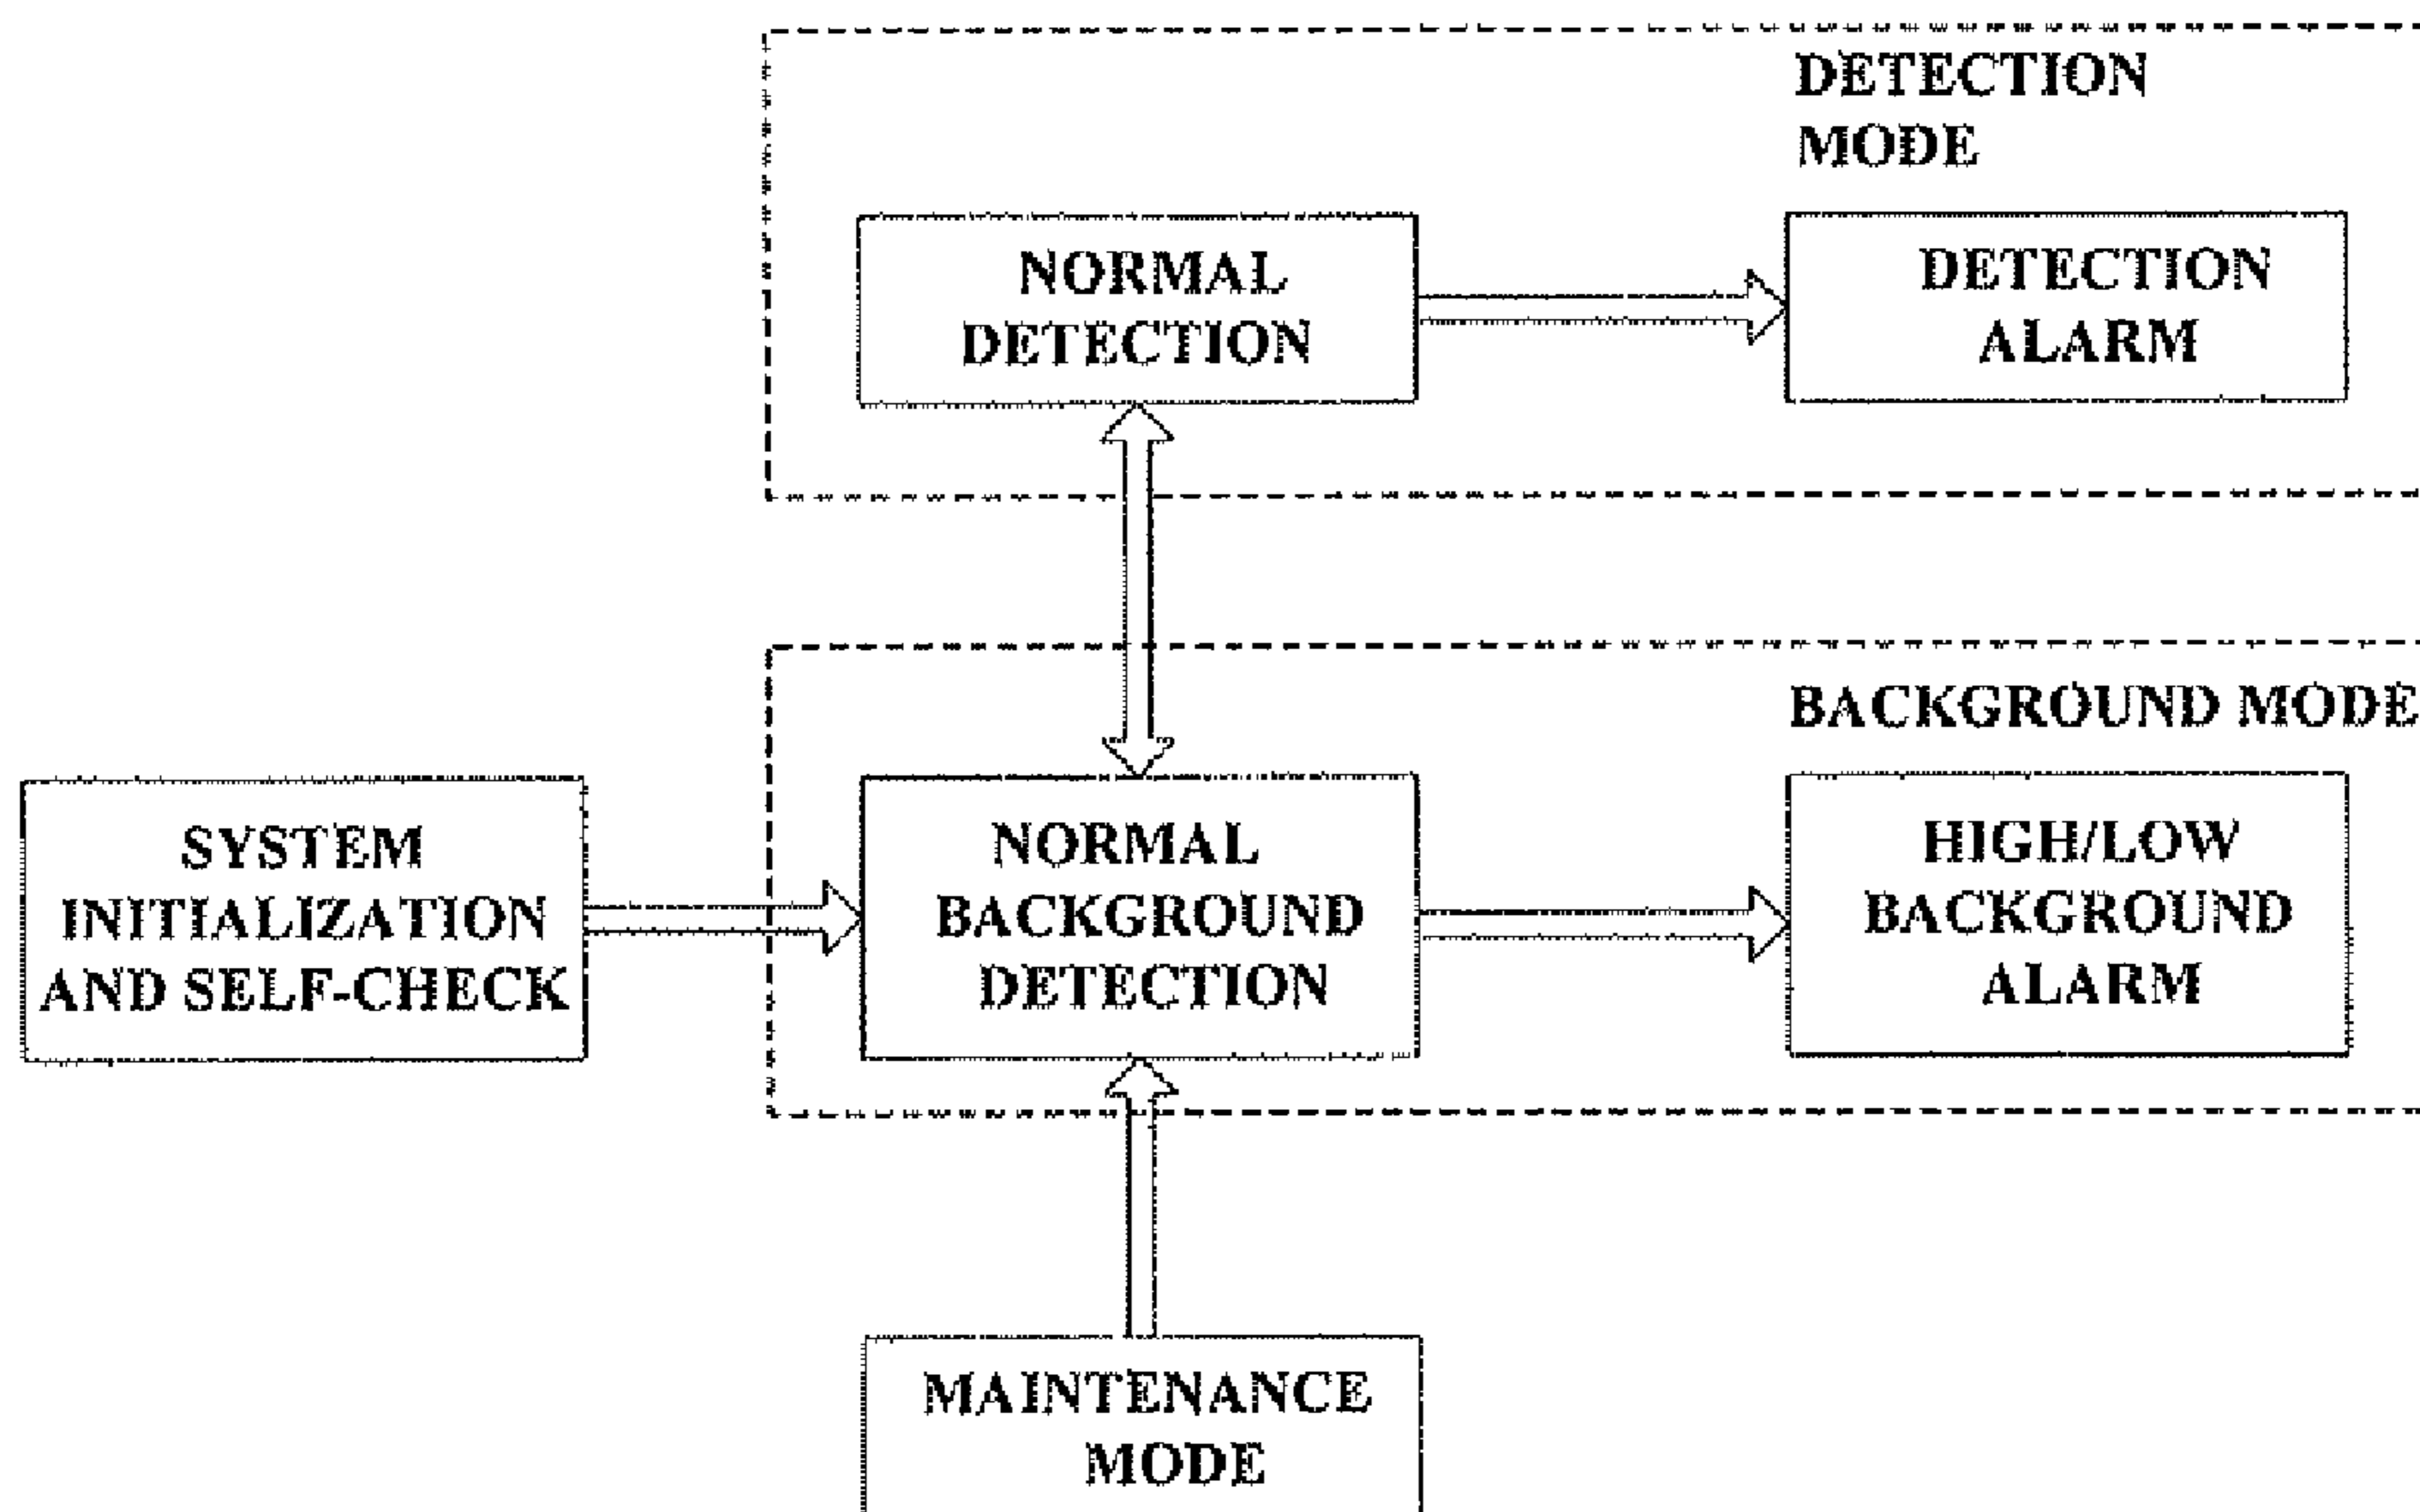 DETECTION
MODE
NORMAL
DETECTION
DETECTION
ALARM
BACKGROUND MODE
SYSTEM
INITIALIZATION
AND SELF-CHECK
NORMAL
BACKGROUND
DETECTION
HIGH/LOW
BACKGROUND
ALARM
MAINTENANCE
MODE